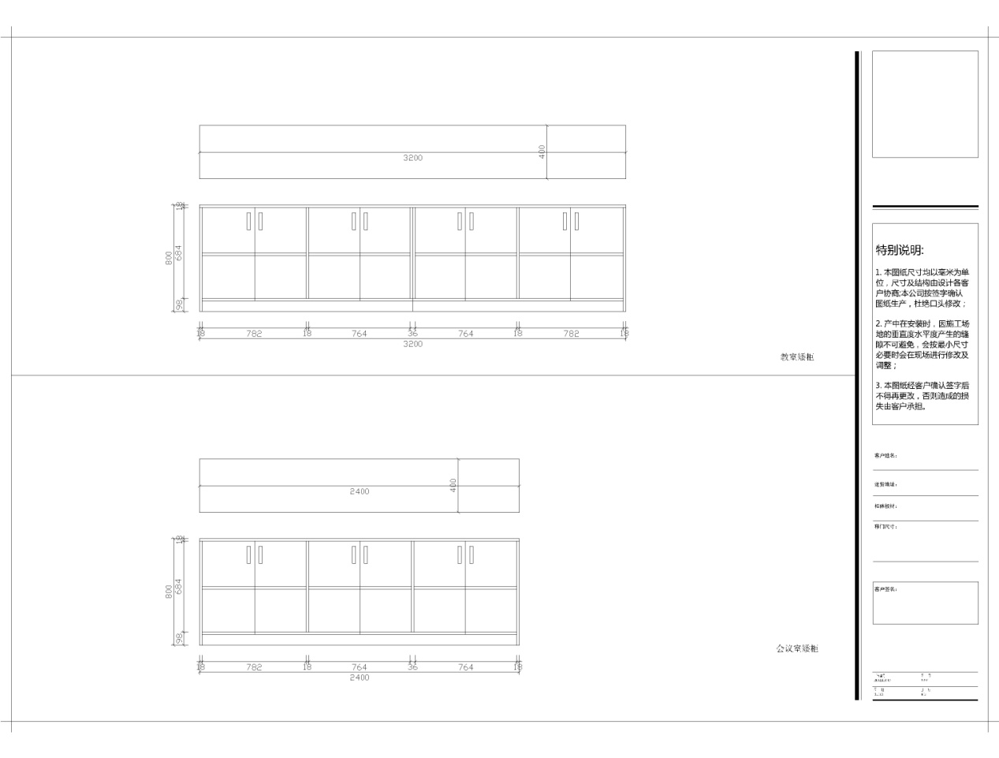 3200
400
18
684
800
98
18
782
18
764
36
764
18
782
18
3200
教室矮柜
2400
400
18
684
800
98
18
782
18
764
36
764
18
2400
会议室矮柜
特别说明:
1. 本图纸尺寸均以毫米为单
位，尺寸及结构由设计各客
户协商;本公司按签字确认
图纸生产，杜绝口头修改；
2. 产中在安装时，因施工场
地的垂直度水平度产生的缝
隙不可避免，会按最小尺寸
必要时会在现场进行修改及
调整；
3. 本图纸经客户确认签字后
不得再更改，否则造成的损
失由客户承担。
客户姓名：
送货地址：
柜体板材：
移门尺寸：
客户签名：